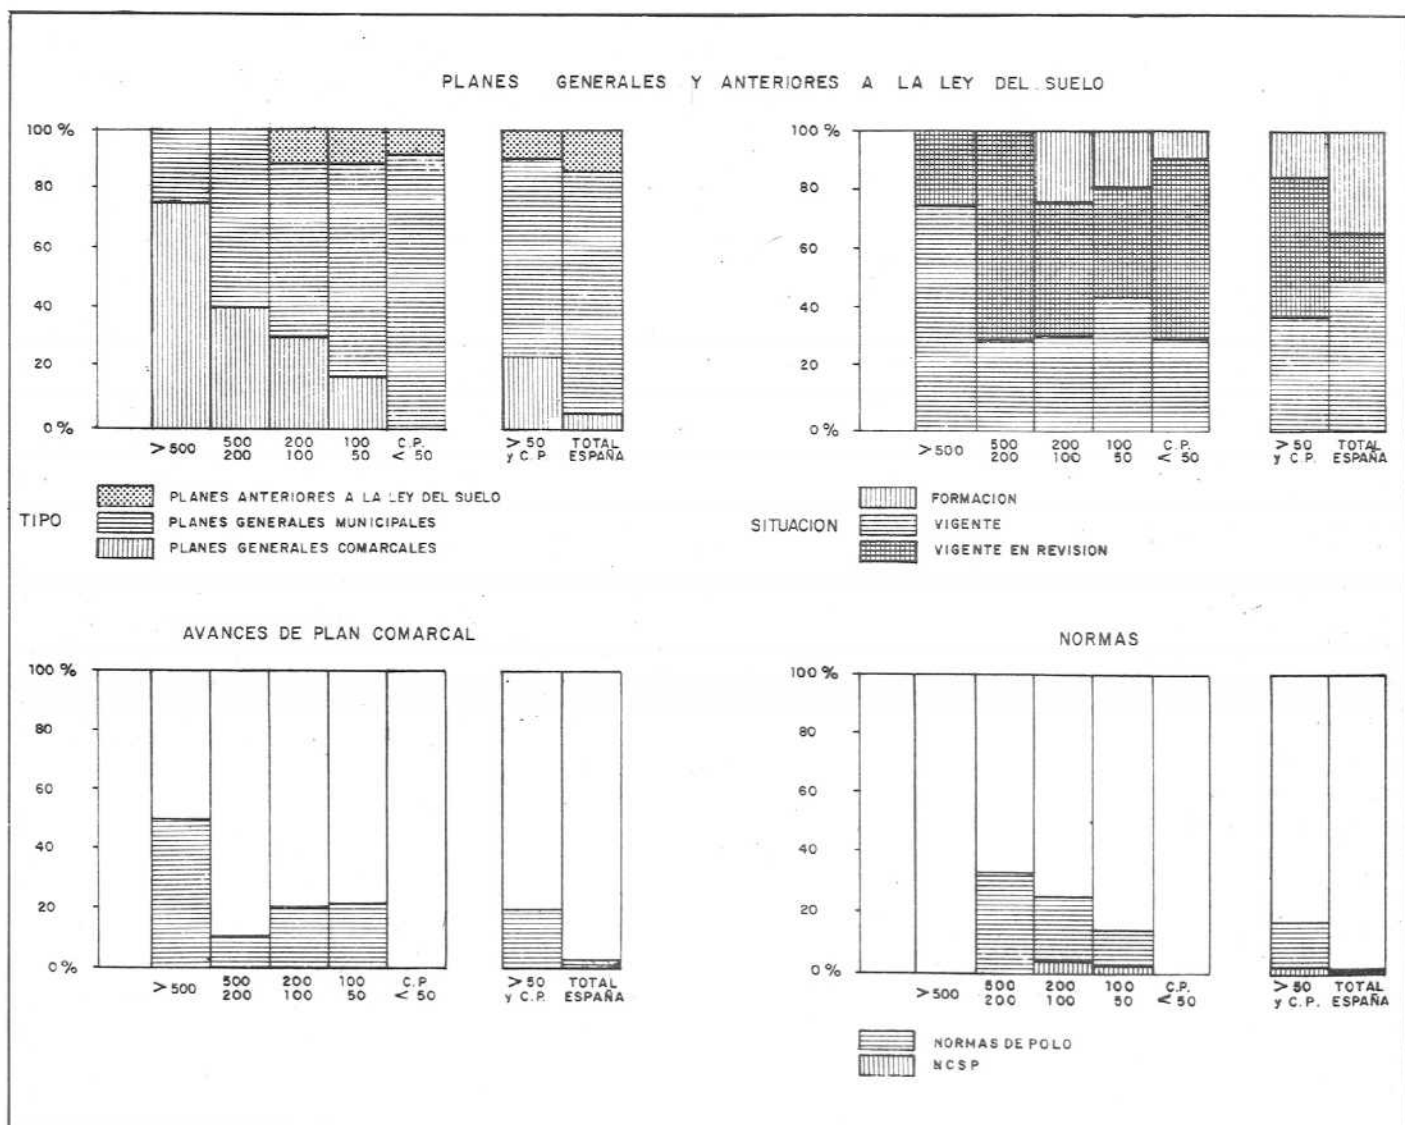 PLANES GENERALES Y ANTERIORES A LA LEY DEL SUELO
100 %
80
60
40
20
0 %
> 500
500 200
200 100
100 50
C.P. < 50
> 50 y C.P.
TOTAL ESPAÑA
TIPO
PLANES ANTERIORES A LA LEY DEL SUELO
PLANES GENERALES MUNICIPALES
PLANES GENERALES COMARCALES
100 %
80
60
40
20
0 %
> 500
500 200
200 100
100 50
C.P. < 50
> 50 y C.P.
TOTAL ESPAÑA
SITUACION
FORMACION
VIGENTE
VIGENTE EN REVISION
AVANCES DE PLAN COMARCAL
100 %
80
60
40
20
0 %
> 500
500 200
200 100
100 50
C.P < 50
> 50 y C.P.
TOTAL ESPAÑA
NORMAS
100 %
80
60
40
20
0 %
> 500
500 200
200 100
100 50
C.P. < 50
> 50 y C.P.
TOTAL ESPAÑA
NORMAS DE POLO
NCSP